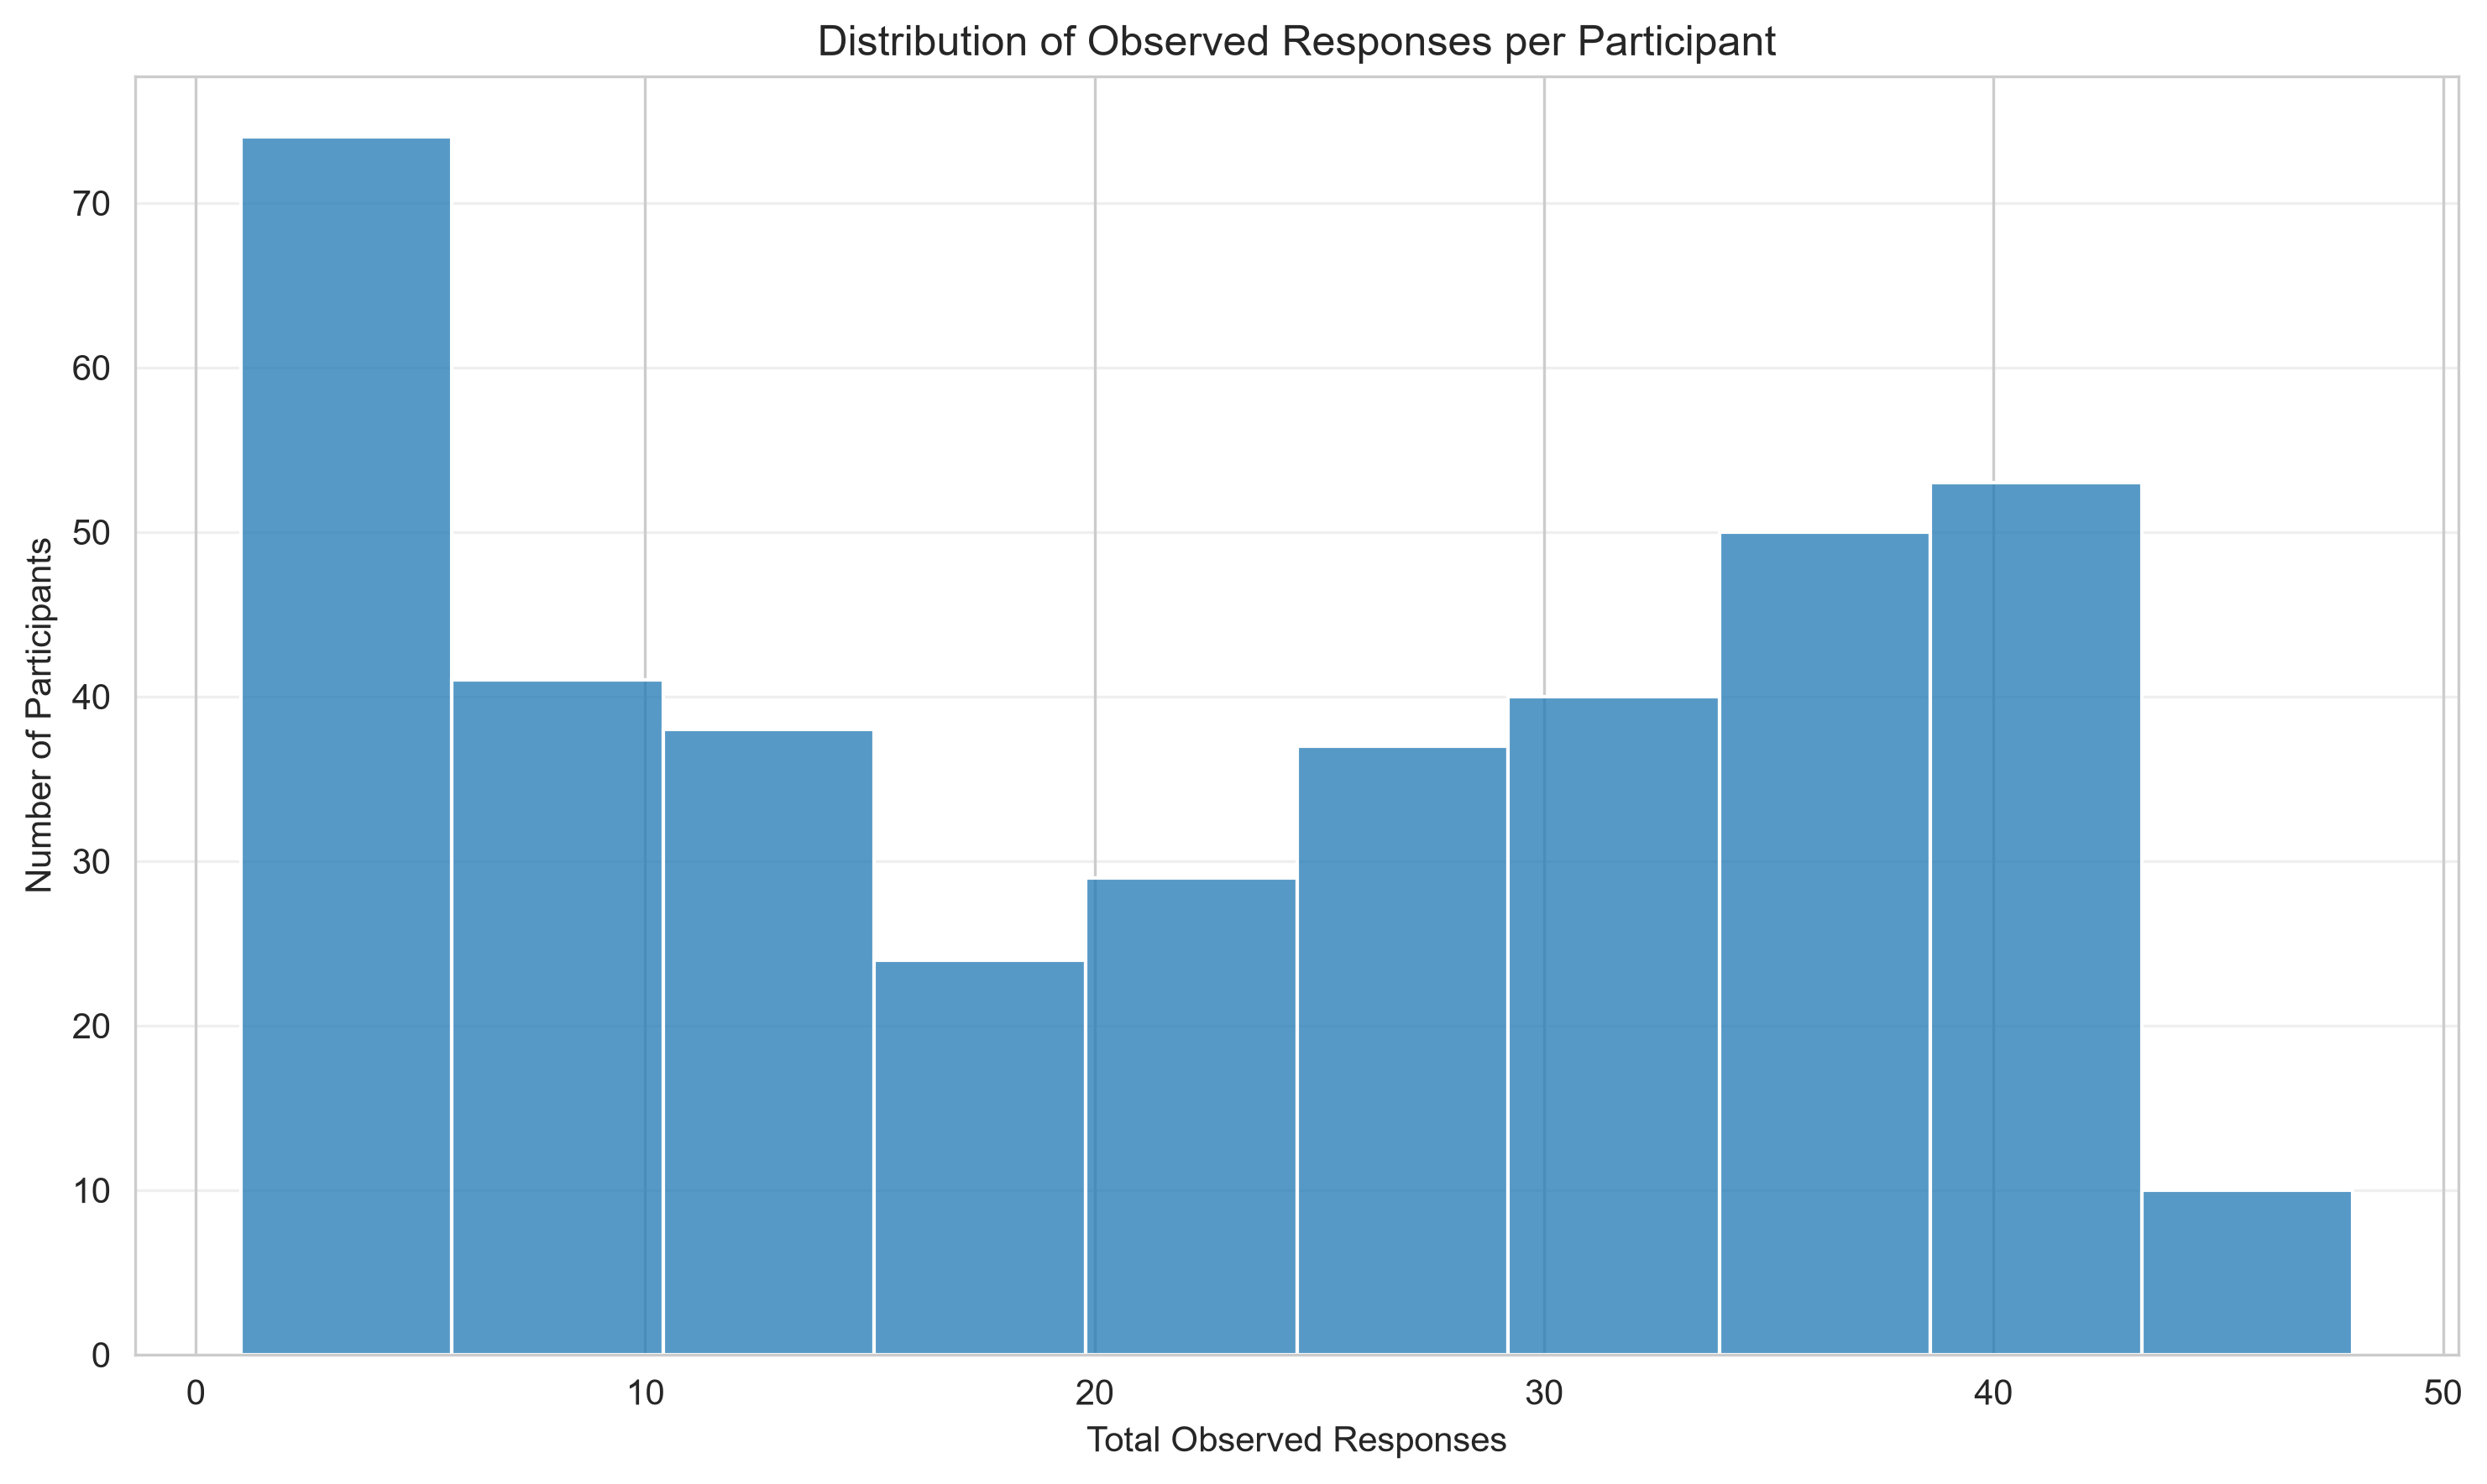 Distribution of Observed Responses per Participant
Number of Participants
70
60
50
40
30
20
10
0
0 10 20 30 40 50
Total Observed Responses